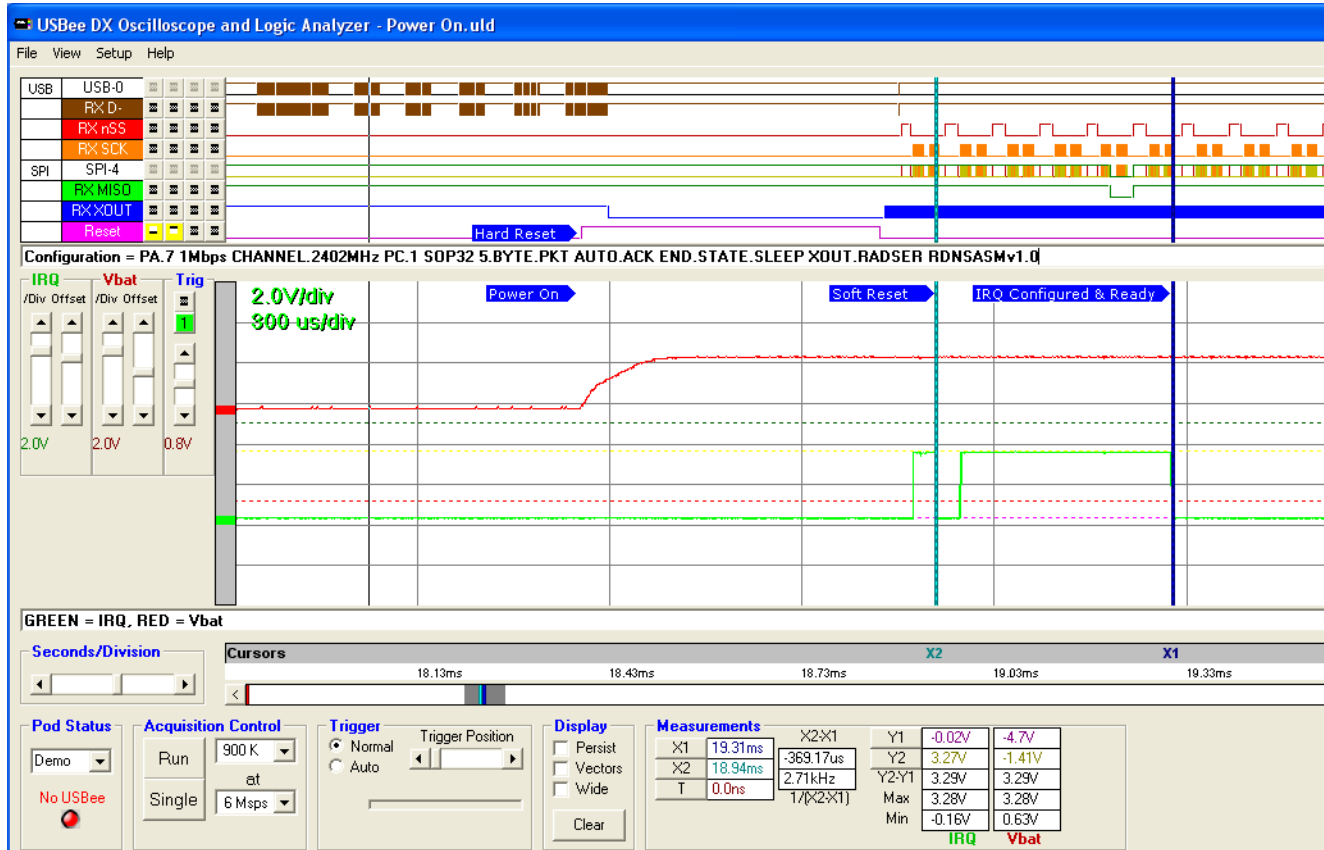 USBee DX Oscilloscope and Logic Analyzer - Power On.uld
File View Setup Help
USB USB-0
RX D-
RX nSS
RX SCK
SPI SPI-4
RX MISO
RX XOUT
Reset Hard Reset
Configuration = PA.7 1Mbps CHANNEL.2402MHz PC.1 SOP32 5.BYTE.PKT AUTO.ACK END.STATE.SLEEP XOUT.RADSER RDNSASMv1.0
IRQ Vbat Trig
/Div Offset /Div Offset
1
2.0V 2.0V 0.8V
2.0V/div
300 us/div
Power On Soft Reset IRQ Configured & Ready
GREEN = IRQ, RED = Vbat
Seconds/Division
Cursors X2 X1
18.13ms 18.43ms 18.73ms 19.03ms 19.33ms
<
Pod Status
Demo
No USBee
Acquisition Control
Run 900 K
at
Single 6 Msps
Trigger
Normal
Auto
Trigger Position
Display
Persist
Vectors
Wide
Clear
Measurements
X1 19.31ms
X2 18.94ms
T 0.0ns
X2-X1
-369.17us
2.71kHz
1/(X2-X1)
Y1 -0.02V -4.7V
Y2 3.27V -1.41V
Y2-Y1 3.29V 3.29V
Max 3.28V 3.28V
Min -0.16V 0.63V
IRQ Vbat